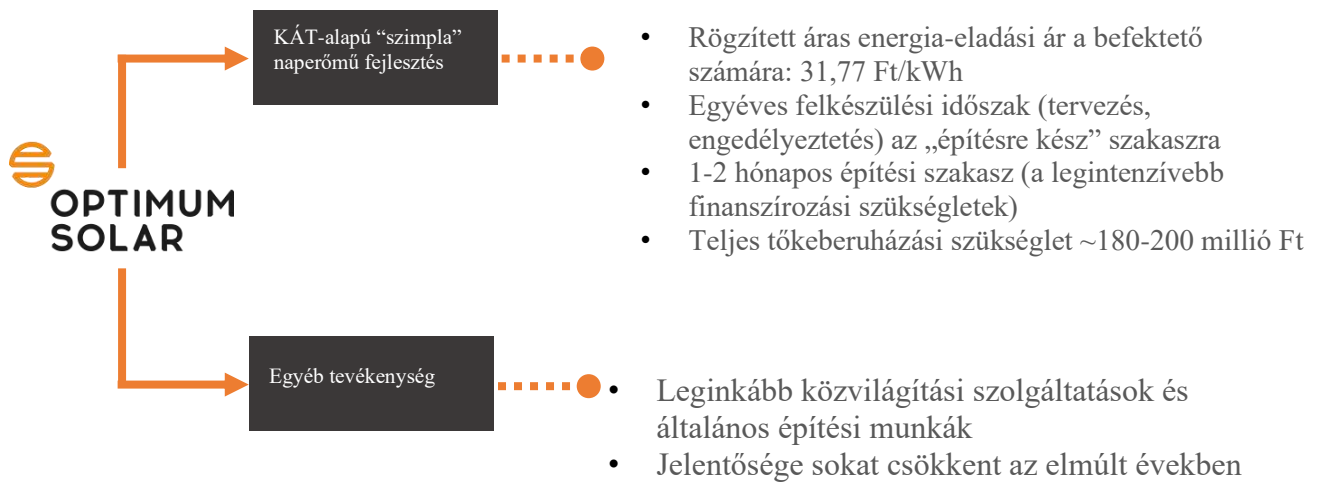 KÁT-alapú “szimpla”
naperőmű fejlesztés
• Rögzített áras energia-eladási ár a befektető
számára: 31,77 Ft/kWh
• Egyéves felkészülési időszak (tervezés,
engedélyeztetés) az „építésre kész” szakaszra
• 1-2 hónapos építési szakasz (a legintenzívebb
finanszírozási szükségletek)
• Teljes tőkeberuházási szükséglet ~180-200 millió Ft
OPTIMUM
SOLAR
Egyéb tevékenység
• Leginkább közvilágítási szolgáltatások és
általános építési munkák
• Jelentősége sokat csökkent az elmúlt években